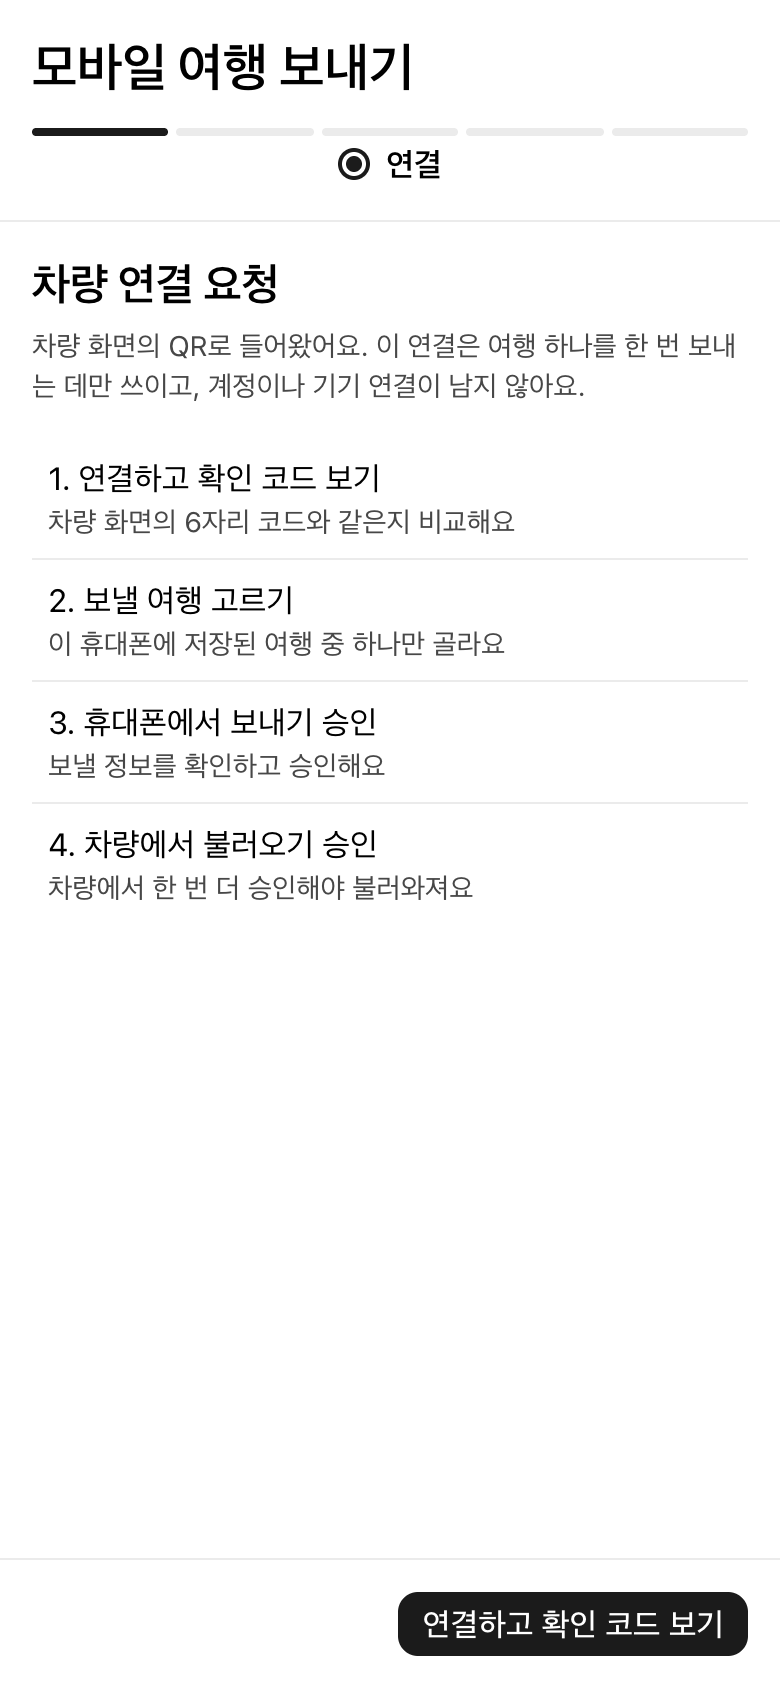 모바일 여행 보내기
연결
차량 연결 요청
차량 화면의 QR로 들어왔어요. 이 연결은 여행 하나를 한 번 보내
는 데만 쓰이고, 계정이나 기기 연결이 남지 않아요.
1. 연결하고 확인 코드 보기
차량 화면의 6자리 코드와 같은지 비교해요
2. 보낼 여행 고르기
이 휴대폰에 저장된 여행 중 하나만 골라요
3. 휴대폰에서 보내기 승인
보낼 정보를 확인하고 승인해요
4. 차량에서 불러오기 승인
차량에서 한 번 더 승인해야 불러와져요
연결하고 확인 코드 보기